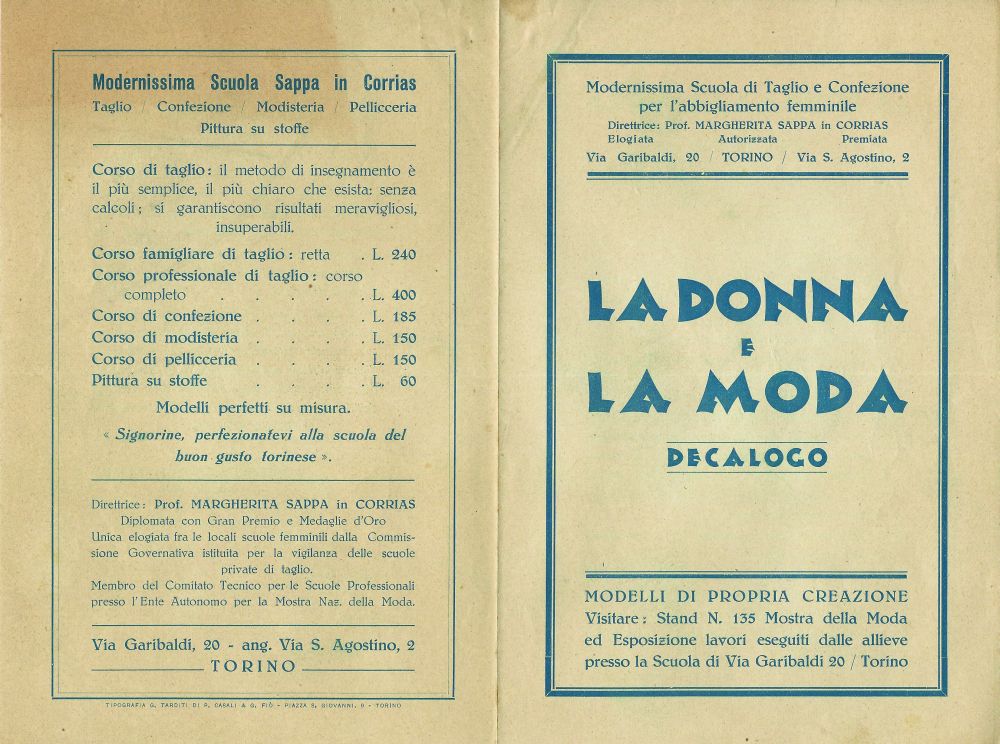 Modernissima Scuola Sappa in Corrias
Taglio / Confezione / Modisteria / Pellicceria
Pittura su stoffe
Corso di taglio: il metodo di insegnamento è
il più semplice, il più chiaro che esista: senza
calcoli; si garantiscono risultati meravigliosi,
insuperabili.
Corso famigliare di taglio: retta . L. 240
Corso professionale di taglio: corso
completo . . . . . L. 400
Corso di confezione . . . . L. 185
Corso di modisteria . . . . L. 150
Corso di pellicceria . . . . L. 150
Pittura su stoffe . . . . L. 60
Modelli perfetti su misura.
« Signorine, perfezionatevi alla scuola del
buon gusto torinese ».
Direttrice: Prof. MARGHERITA SAPPA in CORRIAS
Diplomata con Gran Premio e Medaglie d'Oro
Unica elogiata fra le locali scuole femminili dalla Commis-
sione Governativa istituita per la vigilanza delle scuole
private di taglio.
Membro del Comitato Tecnico per le Scuole Professionali
presso l'Ente Autonomo per la Mostra Naz. della Moda.
Via Garibaldi, 20 - ang. Via S. Agostino, 2
TORINO
TIPOGRAFIA G. TARDITI DI P. CASALI & G. FIÒ - PIAZZA S. GIOVANNI, 9 - TORINO
Modernissima Scuola di Taglio e Confezione
per l'abbigliamento femminile
Direttrice: Prof. MARGHERITA SAPPA in CORRIAS
Elogiata Autorizzata Premiata
Via Garibaldi, 20 / TORINO / Via S. Agostino, 2
LA DONNA
E
LA MODA
DECALOGO
MODELLI DI PROPRIA CREAZIONE
Visitare: Stand N. 135 Mostra della Moda
ed Esposizione lavori eseguiti dalle allieve
presso la Scuola di Via Garibaldi 20 / Torino